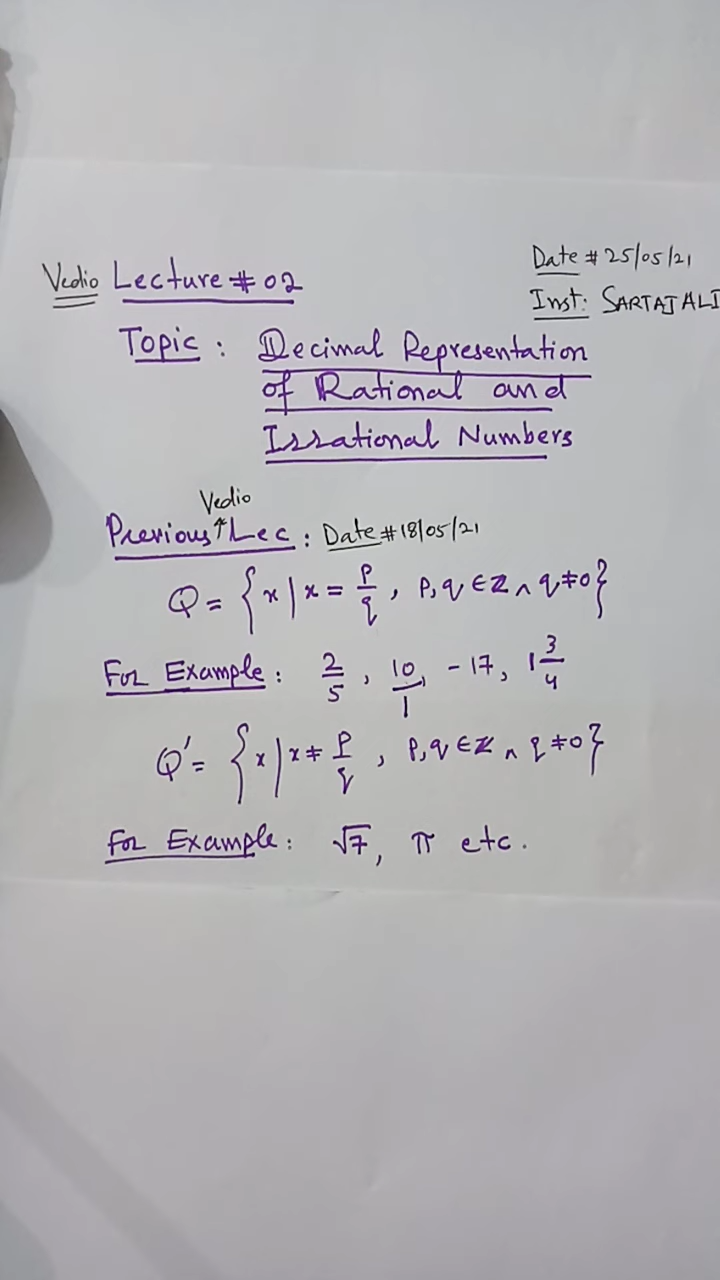 Vedio Lecture # 02
Date # 25/05/21
Inst: SARTAJ ALI
Topic : Decimal Representation
of Rational and
Irrational Numbers
Vedio
Previous ↑ Lec : Date # 18/05/21
Q = {x | x = p/q , p,q ∈ Z ∧ q ≠ 0}
For Example : 2/5 , 10/1 , -17, 1 3/4
Q' = {x | x ≠ p/q , p,q ∈ Z ∧ q ≠ 0}
For Example : √7, π etc.